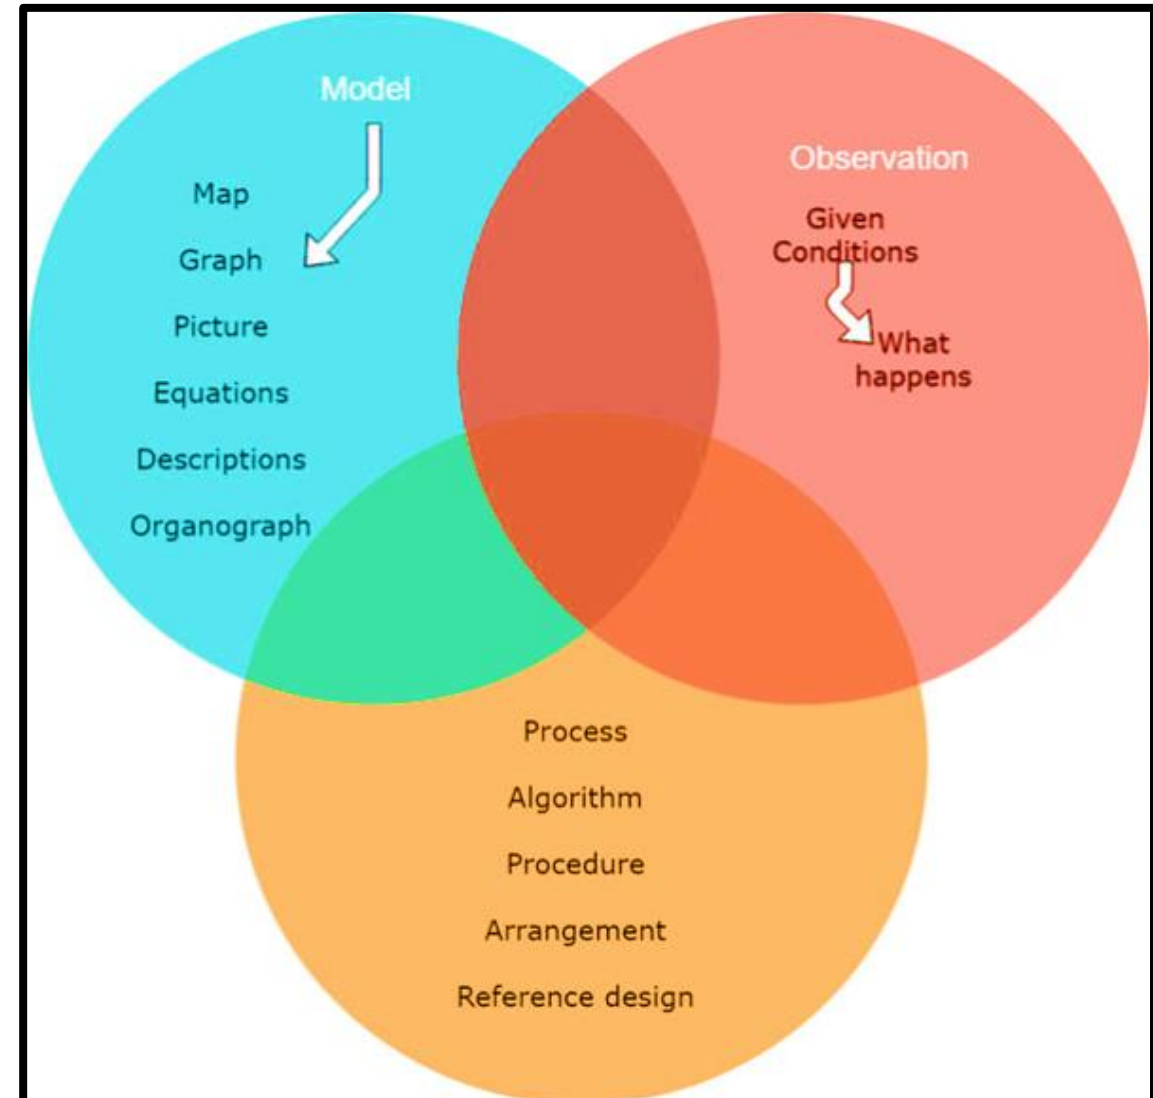 Model
Map
Graph
Picture
Equations
Descriptions
Organograph
Observation
Given
Conditions
What
happens
Process
Algorithm
Procedure
Arrangement
Reference design